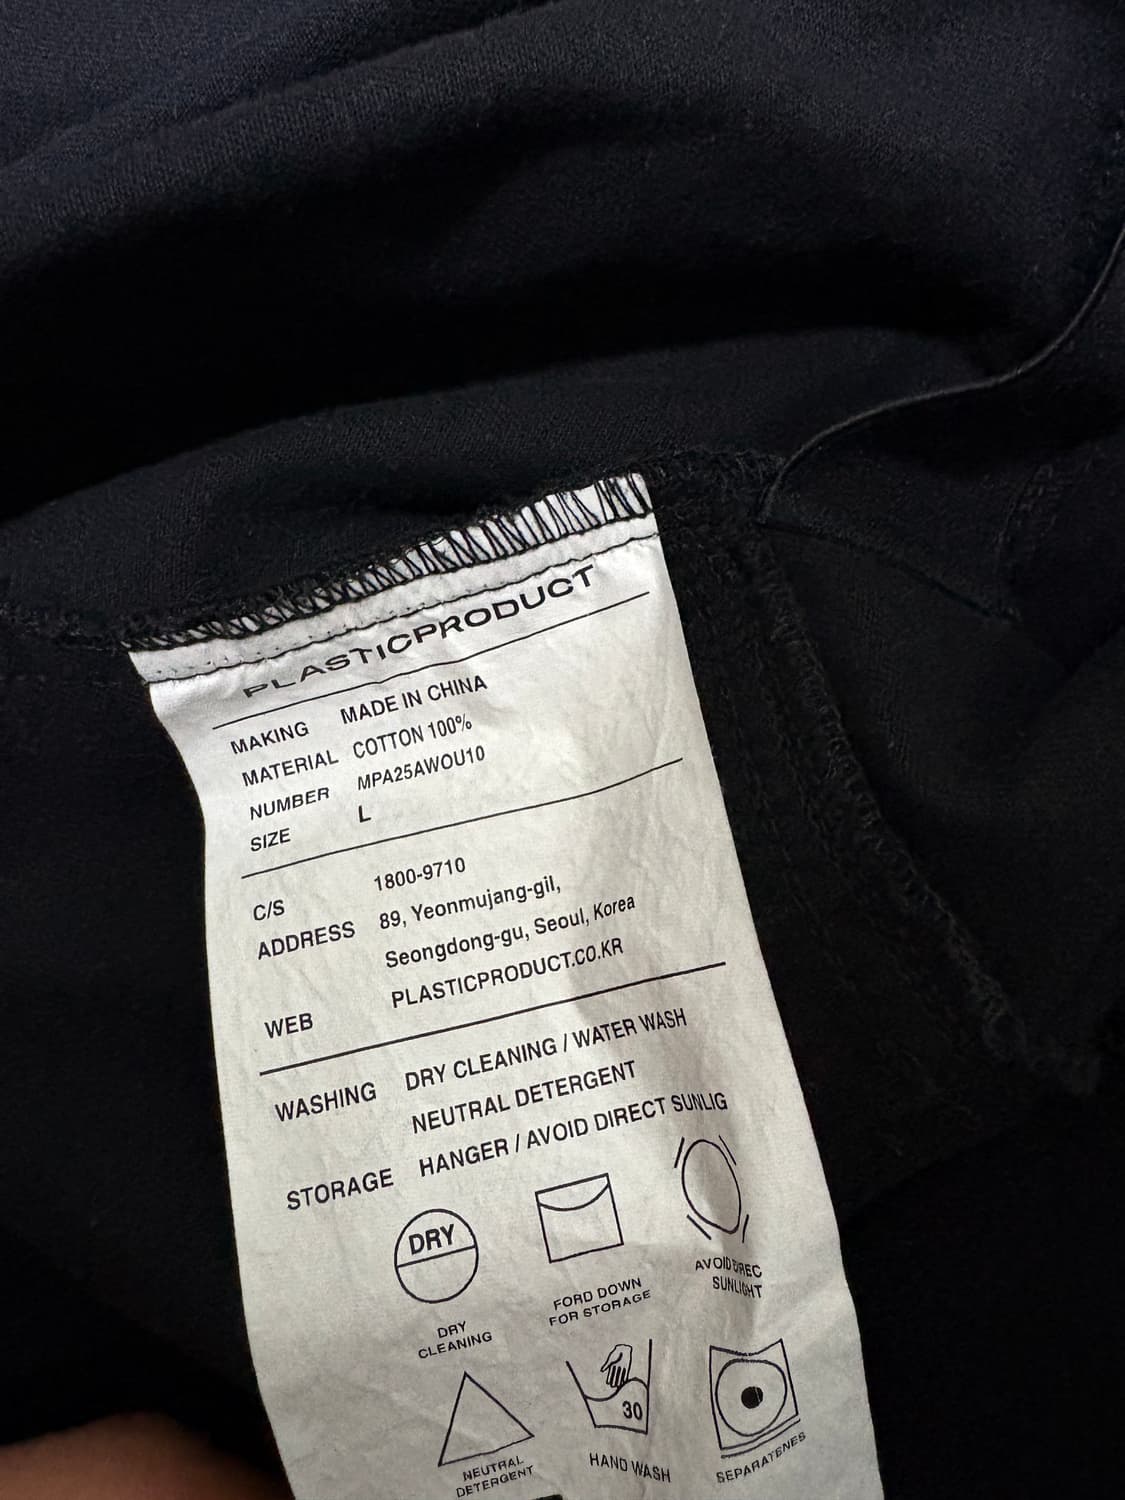 PLASTICPRODUCT
MAKING MADE IN CHINA
MATERIAL COTTON 100%
NUMBER MPA25AWOU10
SIZE L
C/S 1800-9710
ADDRESS 89, Yeonmujang-gil,
Seongdong-gu, Seoul, Korea
WEB PLASTICPRODUCT.CO.KR
WASHING DRY CLEANING / WATER WASH
NEUTRAL DETERGENT
STORAGE HANGER / AVOID DIRECT SUNLIG
DRY
DRY
CLEANING
FORD DOWN
FOR STORAGE
AVOID DIREC
SUNLIGHT
NEUTRAL
DETERGENT
30
HAND WASH
SEPARATENES